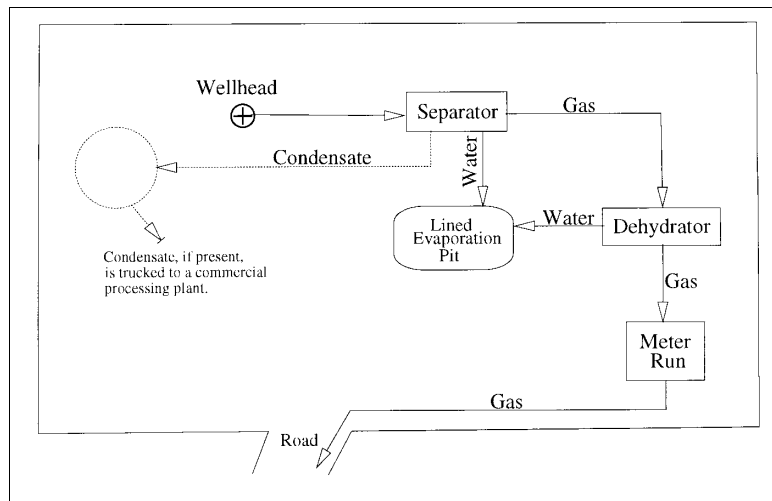 Wellhead
Separator
Gas
Condensate
Water
Lined
Evaporation
Pit
Water
Dehydrator
Condensate, if present,
is trucked to a commercial
processing plant.
Gas
Meter
Run
Gas
Road